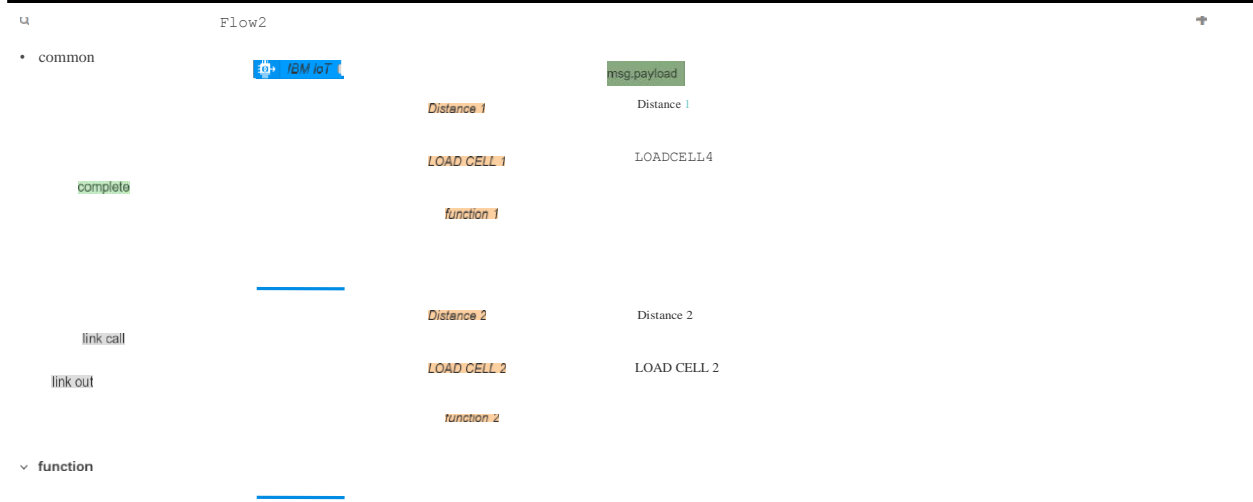 Flow2
• common
IBM IoT
msg.payload
Distance 1
Distance 1
LOAD CELL 1
LOADCELL4
complete
function 1
Distance 2
Distance 2
link call
LOAD CELL 2
LOAD CELL 2
link out
function 2
function